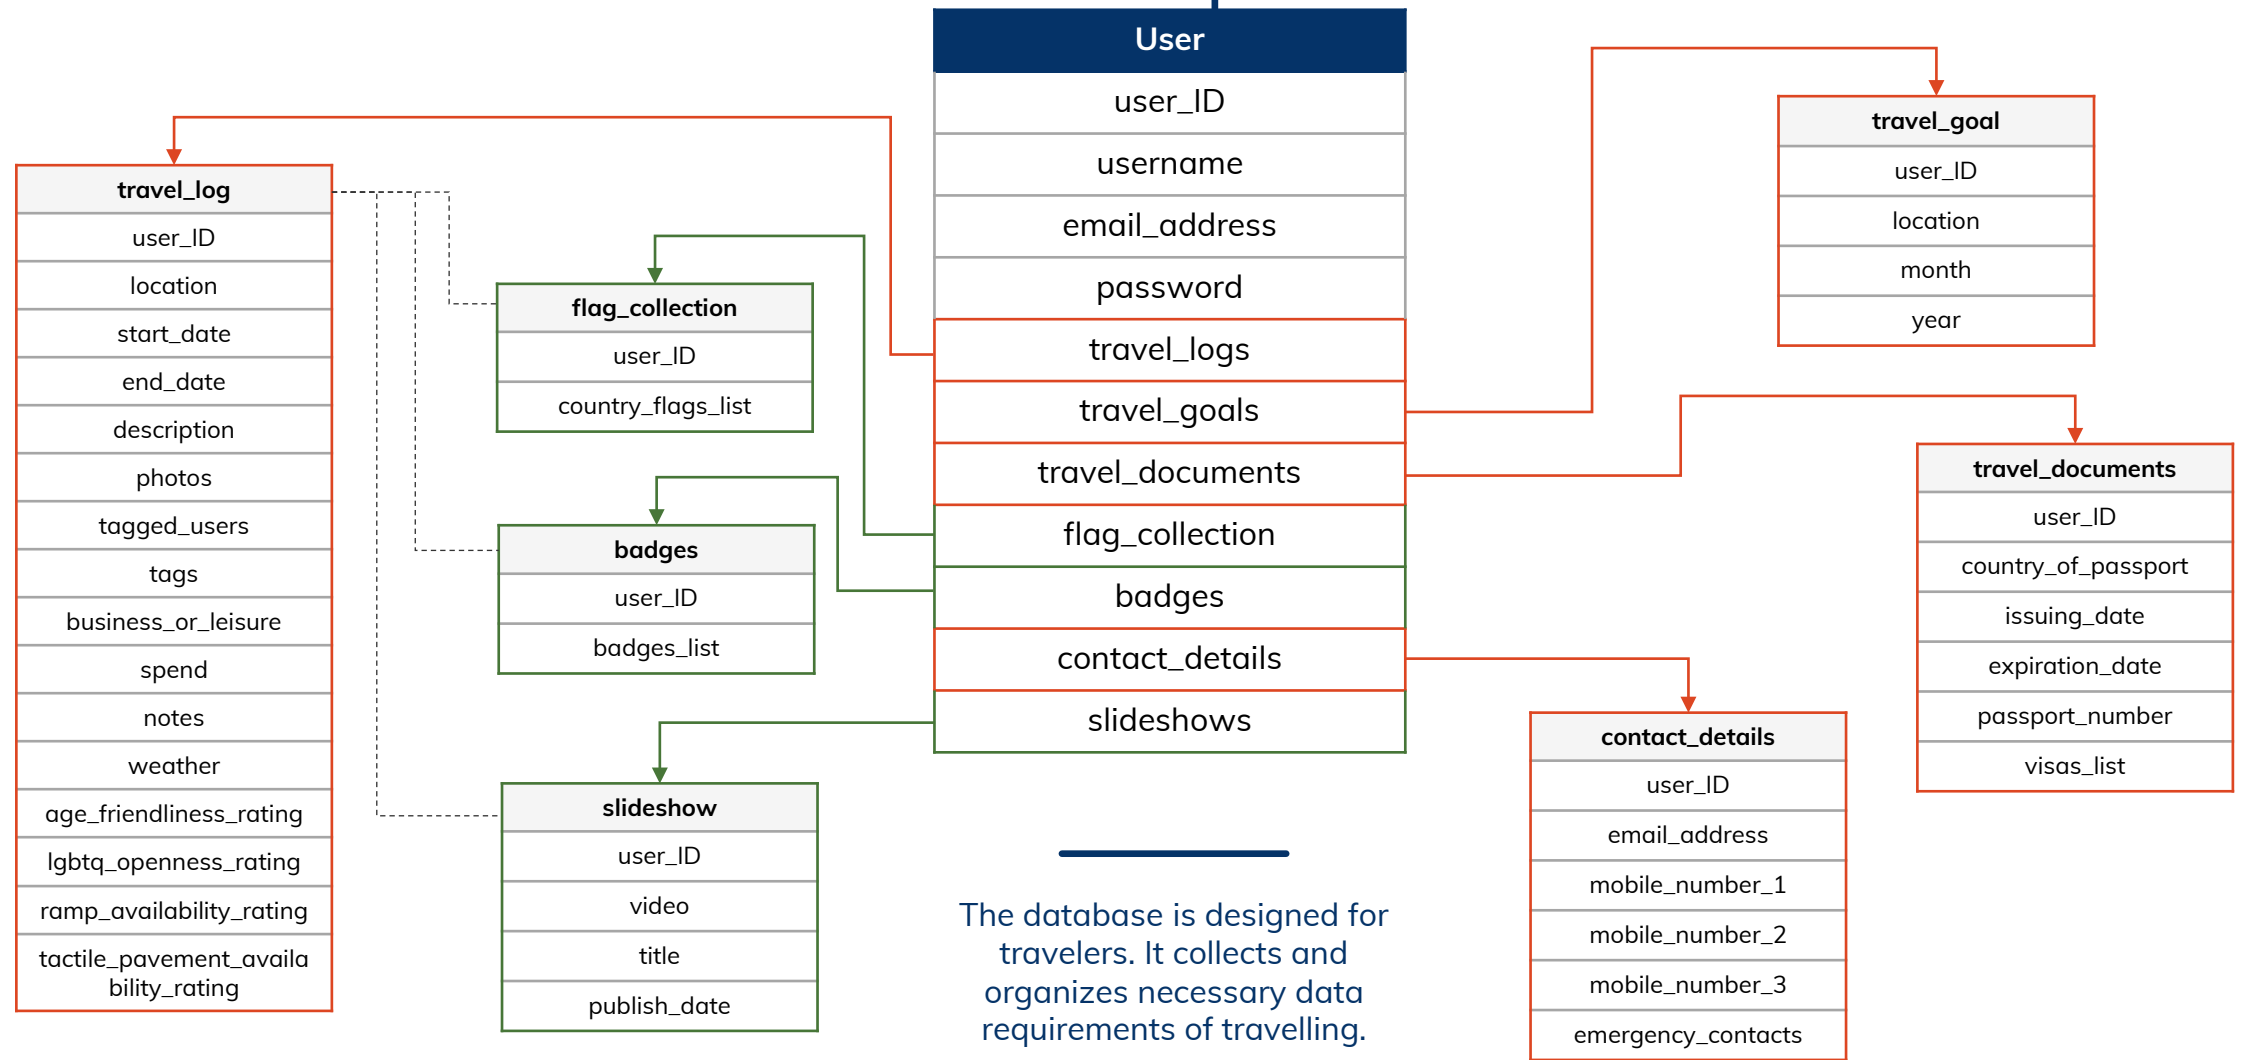 User
user_ID
username
email_address
password
travel_logs
travel_goals
travel_documents
flag_collection
badges
contact_details
slideshows
travel_log
user_ID
location
start_date
end_date
description
photos
tagged_users
tags
business_or_leisure
spend
notes
weather
age_friendliness_rating
lgbtq_openness_rating
ramp_availability_rating
tactile_pavement_availa
bility_rating
flag_collection
user_ID
country_flags_list
badges
user_ID
badges_list
slideshow
user_ID
video
title
publish_date
travel_goal
user_ID
location
month
year
travel_documents
user_ID
country_of_passport
issuing_date
expiration_date
passport_number
visas_list
contact_details
user_ID
email_address
mobile_number_1
mobile_number_2
mobile_number_3
emergency_contacts
The database is designed for
travelers. It collects and
organizes necessary data
requirements of travelling.